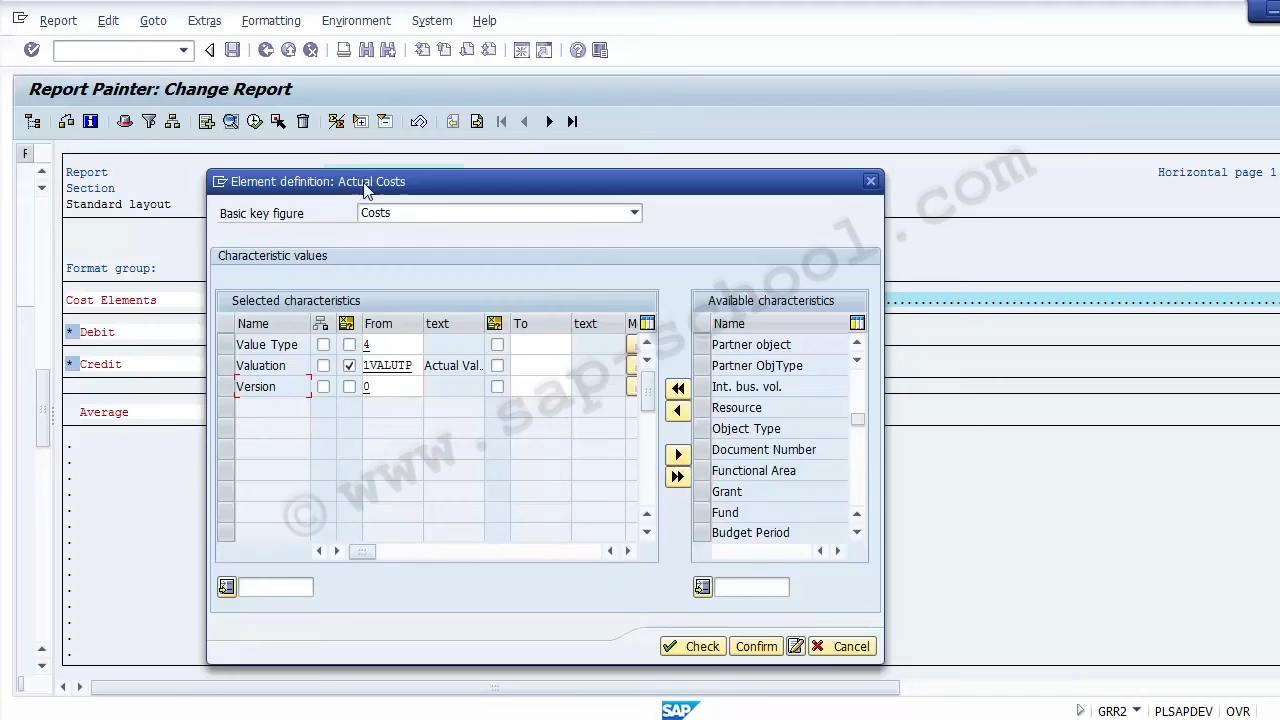 Report Edit Goto Extras Formatting Environment System Help
Report Painter: Change Report
F
Report
Horizontal page 1
Section
Standard layout
Format group:
Cost Elements
* Debit
* Credit
Average
Element definition: Actual Costs
Basic key figure Costs
Characteristic values
Selected characteristics
Name From text To text M
Value Type 4
Valuation 1VALUTP Actual Val..
Version 0
Available characteristics
Name
Partner object
Partner ObjType
Int. bus. vol.
Resource
Object Type
Document Number
Functional Area
Grant
Fund
Budget Period
Check Confirm Cancel
© www.sap-school.com
SAP
GRR2 PLSAPDEV OVR